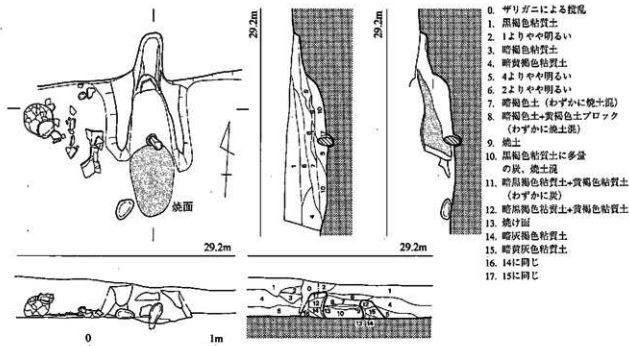 29.2m
29.2m
焼面
29.2m
29.2m
0 1m
0. ザリガニによる撹乱
1. 黒褐色粘質土
2. 1よりやや明るい
3. 暗褐色粘質土
4. 暗黄褐色粘質土
5. 4よりやや明るい
6. 2よりやや明るい
7. 暗褐色土（わずかに焼土混）
8. 暗褐色土+黄褐色土ブロック
（わずかに焼土混）
9. 焼土
10. 黒褐色粘質土に多量
の炭、焼土混
11. 暗黒褐色粘質土+黄褐色粘質土
（わずかに炭）
12. 暗黒褐色粘質土+黄褐色粘質土
13. 焼け面
14. 暗灰褐色粘質土
15. 暗黄灰色粘質土
16. 14に同じ
17. 15に同じ